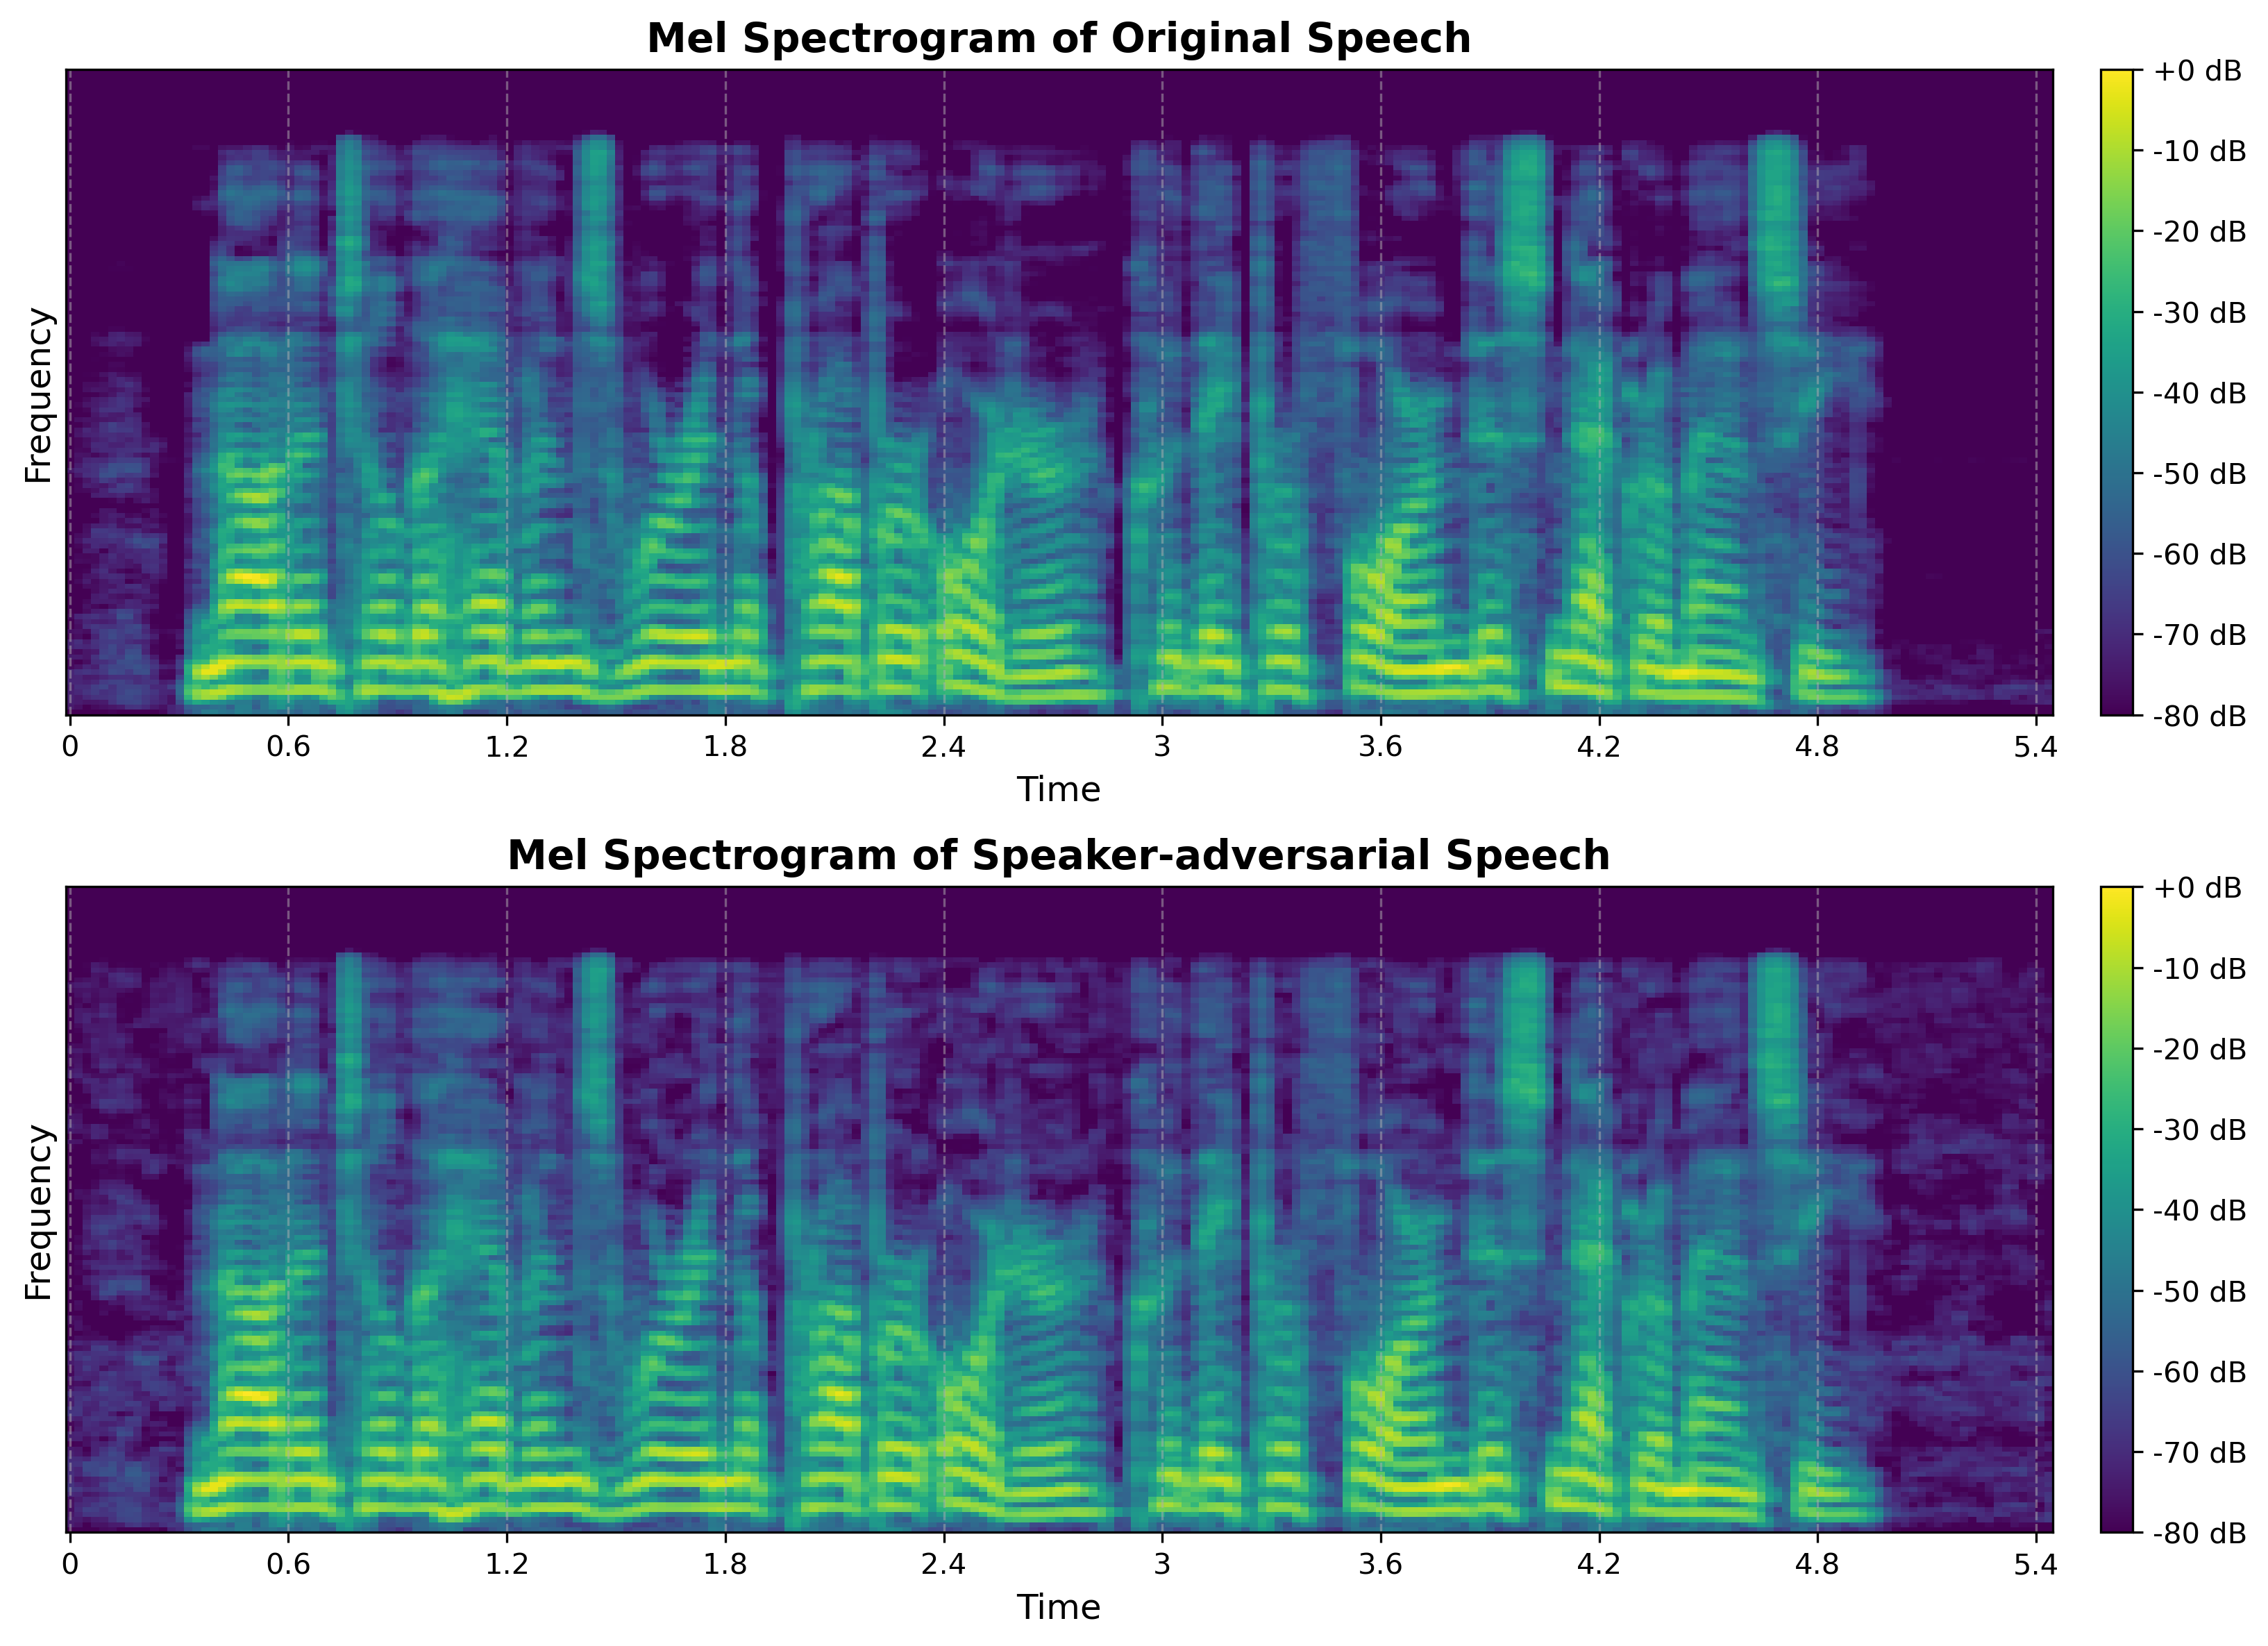 Mel Spectrogram of Original Speech
Frequency
+0 dB
-10 dB
-20 dB
-30 dB
-40 dB
-50 dB
-60 dB
-70 dB
-80 dB
0 0.6 1.2 1.8 2.4 3 3.6 4.2 4.8 5.4
Time
Mel Spectrogram of Speaker-adversarial Speech
Frequency
+0 dB
-10 dB
-20 dB
-30 dB
-40 dB
-50 dB
-60 dB
-70 dB
-80 dB
0 0.6 1.2 1.8 2.4 3 3.6 4.2 4.8 5.4
Time